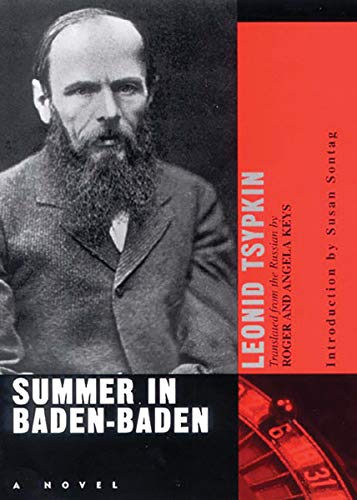 LEONID TSYPKIN
Translated from the Russian by
ROGER AND ANGELA KEYS
Introduction by Susan Sontag
SUMMER IN
BADEN-BADEN
A NOVEL
31